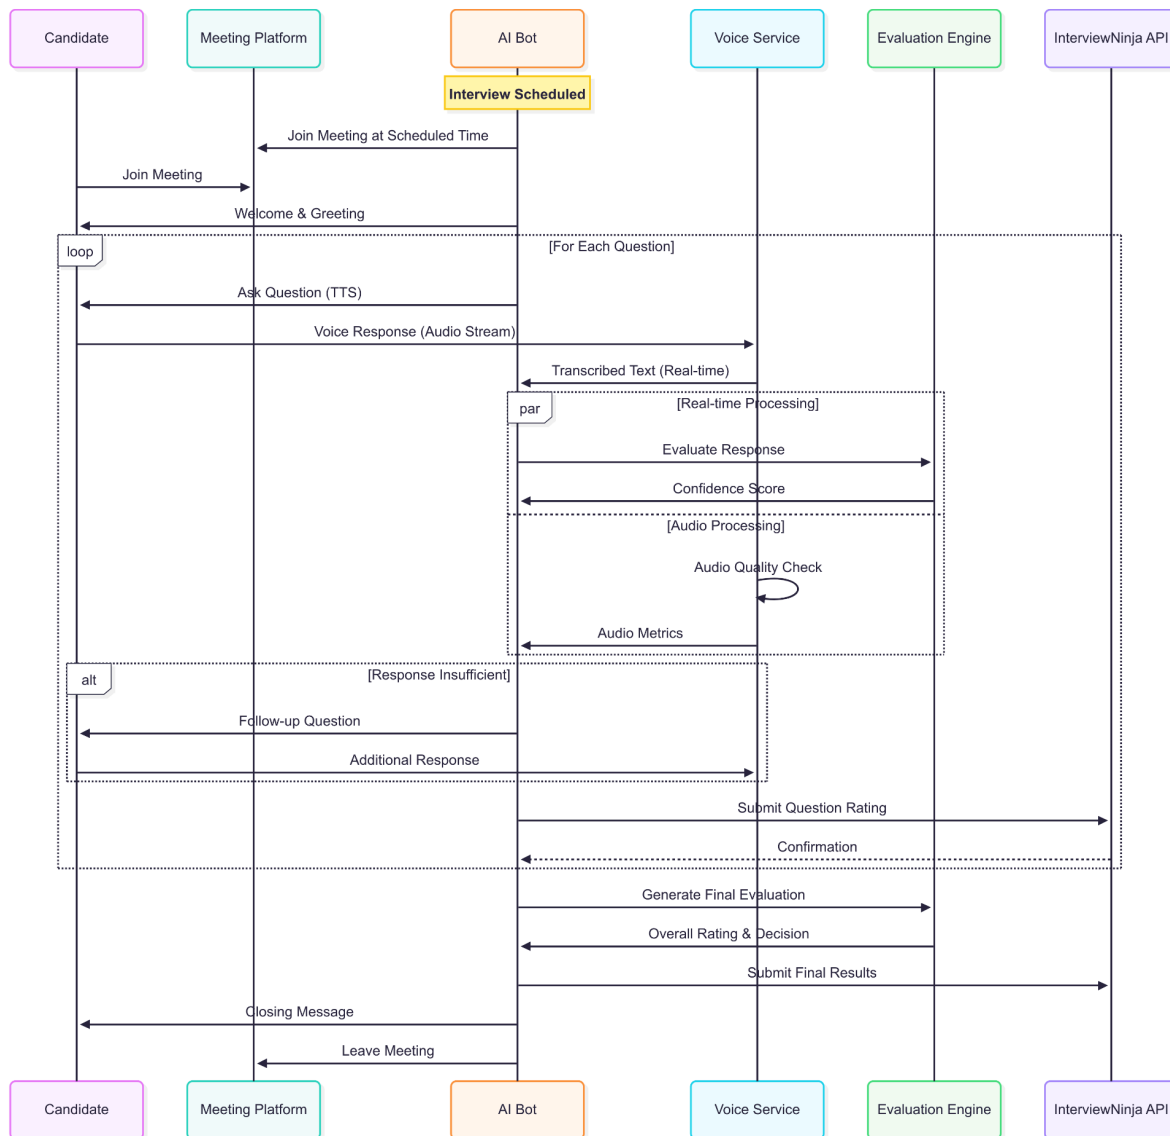 Candidate
Meeting Platform
AI Bot
Voice Service
Evaluation Engine
InterviewNinja API
Interview Scheduled
Join Meeting at Scheduled Time
Join Meeting
Welcome & Greeting
loop
[For Each Question]
Ask Question (TTS)
Voice Response (Audio Stream)
Transcribed Text (Real-time)
par
[Real-time Processing]
Evaluate Response
Confidence Score
[Audio Processing]
Audio Quality Check
Audio Metrics
alt
[Response Insufficient]
Follow-up Question
Additional Response
Submit Question Rating
Confirmation
Generate Final Evaluation
Overall Rating & Decision
Submit Final Results
Closing Message
Leave Meeting
Candidate
Meeting Platform
AI Bot
Voice Service
Evaluation Engine
InterviewNinja API